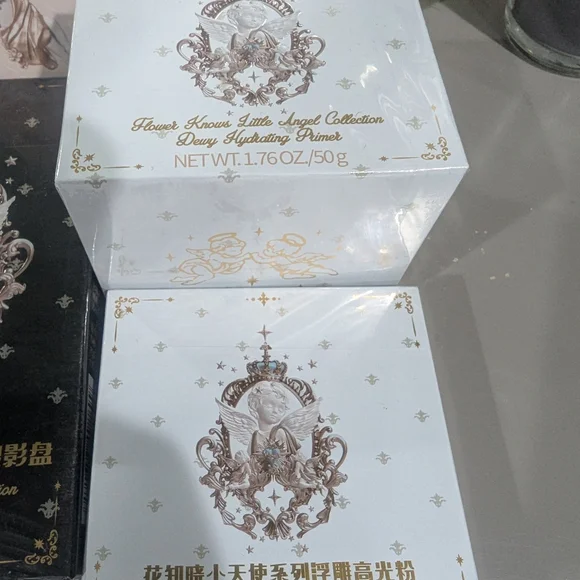 Flower Knows Little Angel Collection
Dewy Hydrating Primer
NET WT. 1.76 OZ./50g
影盘
花知晓小天使系列浮雕高光粉